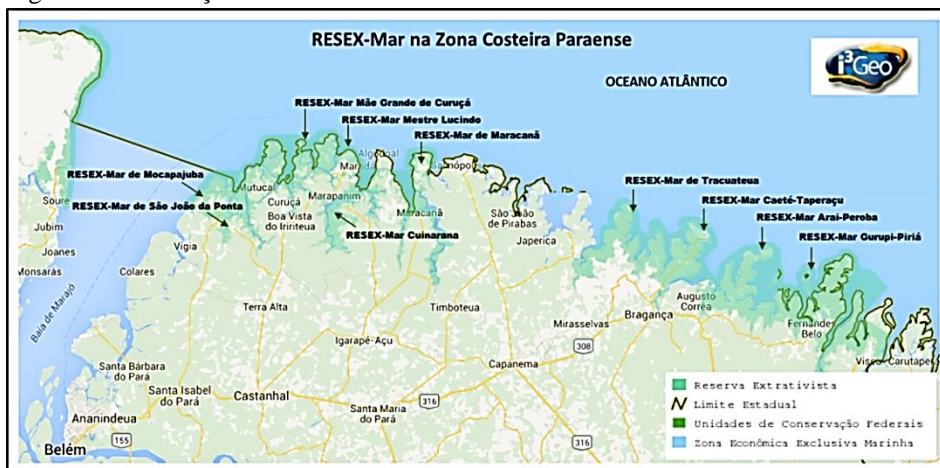 RESEX-Mar na Zona Costeira Paraense
OCEANO ATLÂNTICO
i³Geo
RESEX-Mar Mãe Grande de Curuçá
RESEX-Mar Mestre Lucindo
RESEX-Mar de Maracanã
RESEX-Mar de Mocapajuba
RESEX-Mar de São João da Ponta
RESEX-Mar Cuinarana
RESEX-Mar de Tracuateua
RESEX-Mar Caeté-Taperaçu
RESEX-Mar Arai-Peroba
RESEX-Mar Gurupi-Piriá
Soure
Jubim
Joanes
Monsarás
Baía de Marajó
Colares
Vigia
Mutucal
Curuçá
Boa Vista
do Iririteua
Marapanim
Maracanã
São João
de Pirabas
Japerica
Terra Alta
Timboteua
Igarapé-Açu
Mirasselvas
Bragança
Augusto
Corrêa
Fernandes
Belo
308
Capanema
Santa Bárbara
do Pará
Santa Isabel
do Pará
Castanhal
Santa Maria
do Pará
316
316
Ananindeua
155
Belém
Reserva Extrativista
Limite Estadual
Unidades de Conservação Federais
Zona Econômica Exclusiva Marinha